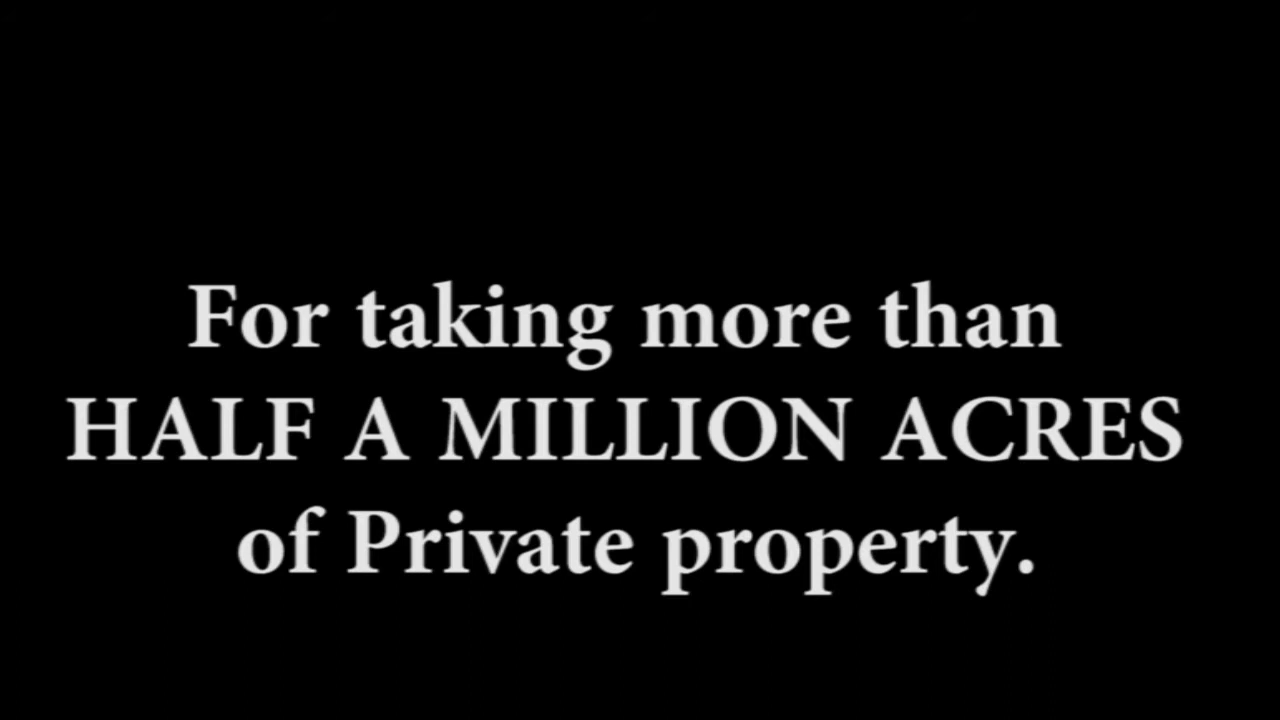 For taking more than
HALF A MILLION ACRES
of Private property.